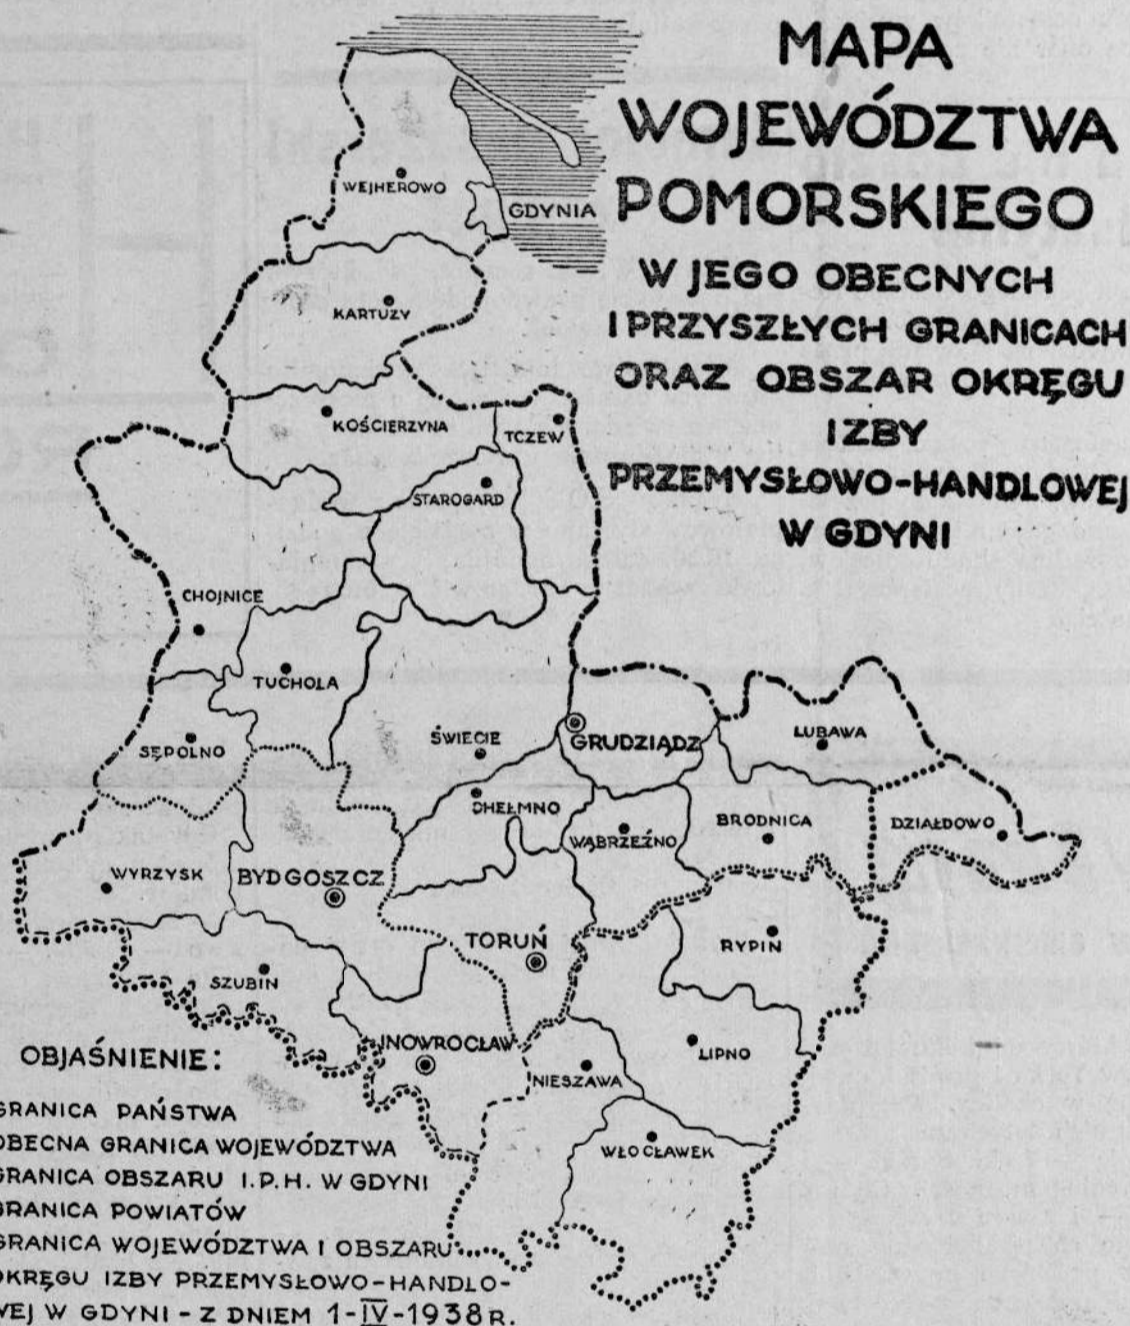 MAPA
WOJEWÓDZTWA
POMORSKIEGO
W JEGO OBECNYCH
I PRZYSZŁYCH GRANICACH
ORAZ OBSZAR OKRĘGU
IZBY
PRZEMYSŁOWO-HANDLOWEJ
W GDYNI
WEJHEROWO
GDYNIA
KARTUZY
KOŚCIERZYNA
TCZEW
STAROGARD
CHOJNICE
TUCHOLA
SĘPOLNO
ŚWIECIE
GRUDZIĄDZ
LUBAWA
CHEŁMNO
WĄBRZEŹNO
BRODNICA
DZIAŁDOWO
WYRZYSK
BYDGOSZCZ
TORUŃ
RYPIN
SZUBIN
INOWROCŁAW
LIPNO
NIESZAWA
WŁOCŁAWEK
OBJAŚNIENIE:
GRANICA PAŃSTWA
OBECNA GRANICA WOJEWÓDZTWA
GRANICA OBSZARU I.P.H. W GDYNI
GRANICA POWIATÓW
GRANICA WOJEWÓDZTWA I OBSZARU
OKRĘGU IZBY PRZEMYSŁOWO-HANDLO-
WEJ W GDYNI - Z DNIEM 1-IV-1938 R.